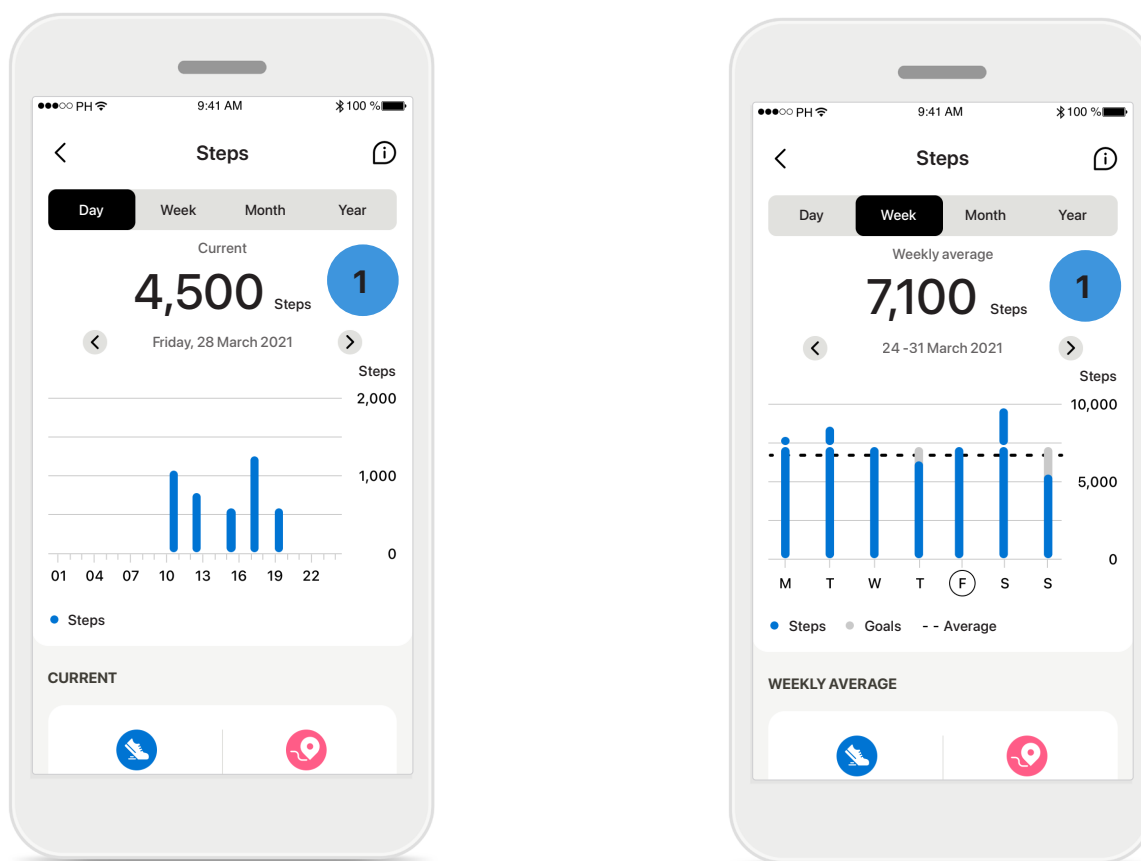 PH 9:41 AM 100 %
Steps
Day Week Month Year
Current
4,500 Steps
1
Friday, 28 March 2021
Steps
2,000
1,000
0
01 04 07 10 13 16 19 22
Steps
CURRENT
PH 9:41 AM 100 %
Steps
Day Week Month Year
Weekly average
7,100 Steps
1
24 -31 March 2021
Steps
10,000
5,000
0
M T W T F S S
Steps Goals - - Average
WEEKLY AVERAGE